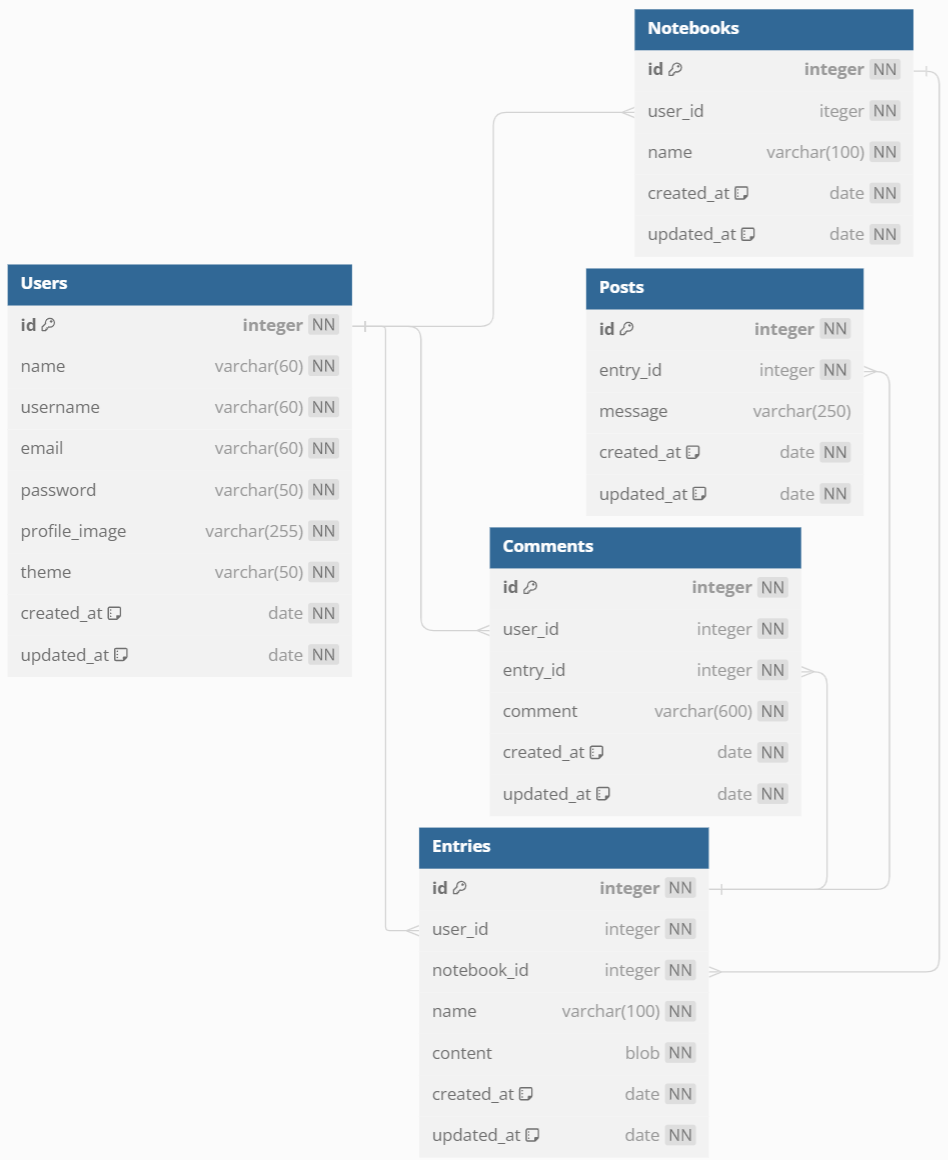 Notebooks
id integer NN
user_id iteger NN
name varchar(100) NN
created_at date NN
updated_at date NN
Users
id integer NN
name varchar(60) NN
username varchar(60) NN
email varchar(60) NN
password varchar(50) NN
profile_image varchar(255) NN
theme varchar(50) NN
created_at date NN
updated_at date NN
Posts
id integer NN
entry_id integer NN
message varchar(250)
created_at date NN
updated_at date NN
Comments
id integer NN
user_id integer NN
entry_id integer NN
comment varchar(600) NN
created_at date NN
updated_at date NN
Entries
id integer NN
user_id integer NN
notebook_id integer NN
name varchar(100) NN
content blob NN
created_at date NN
updated_at date NN